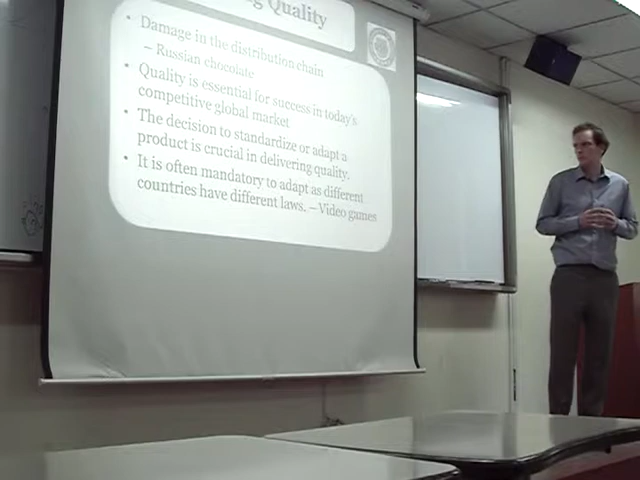 Quality
• Damage in the distribution chain
– Russian chocolate
• Quality is essential for success in today's
competitive global market
• The decision to standardize or adapt a
product is crucial in delivering quality.
• It is often mandatory to adapt as different
countries have different laws. – Video games